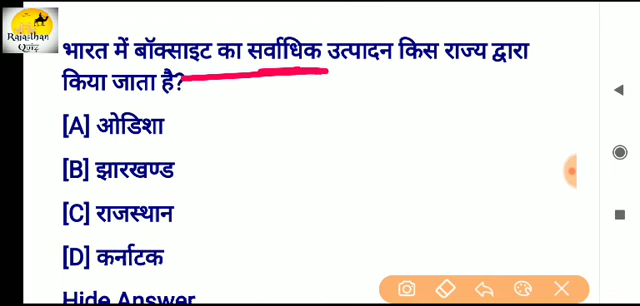 Rajasthan
Quiz
भारत में बॉक्साइट का सर्वाधिक उत्पादन किस राज्य द्वारा
किया जाता है?
[A] ओडिशा
[B] झारखण्ड
[C] राजस्थान
[D] कर्नाटक
Hide Answer